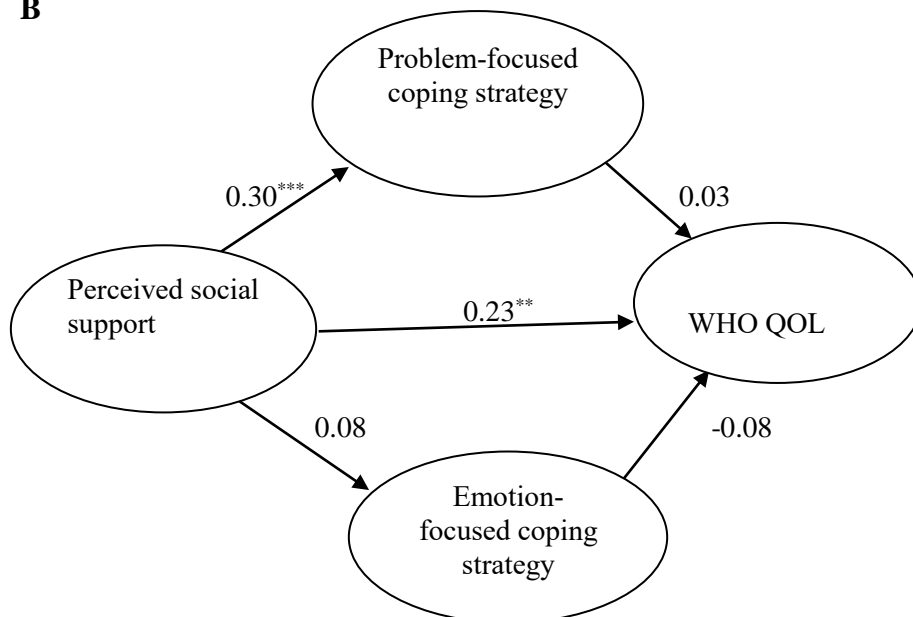 B
Problem-focused
coping strategy
0.30***
0.03
Perceived social
support
0.23**
WHO QOL
0.08
-0.08
Emotion-
focused coping
strategy